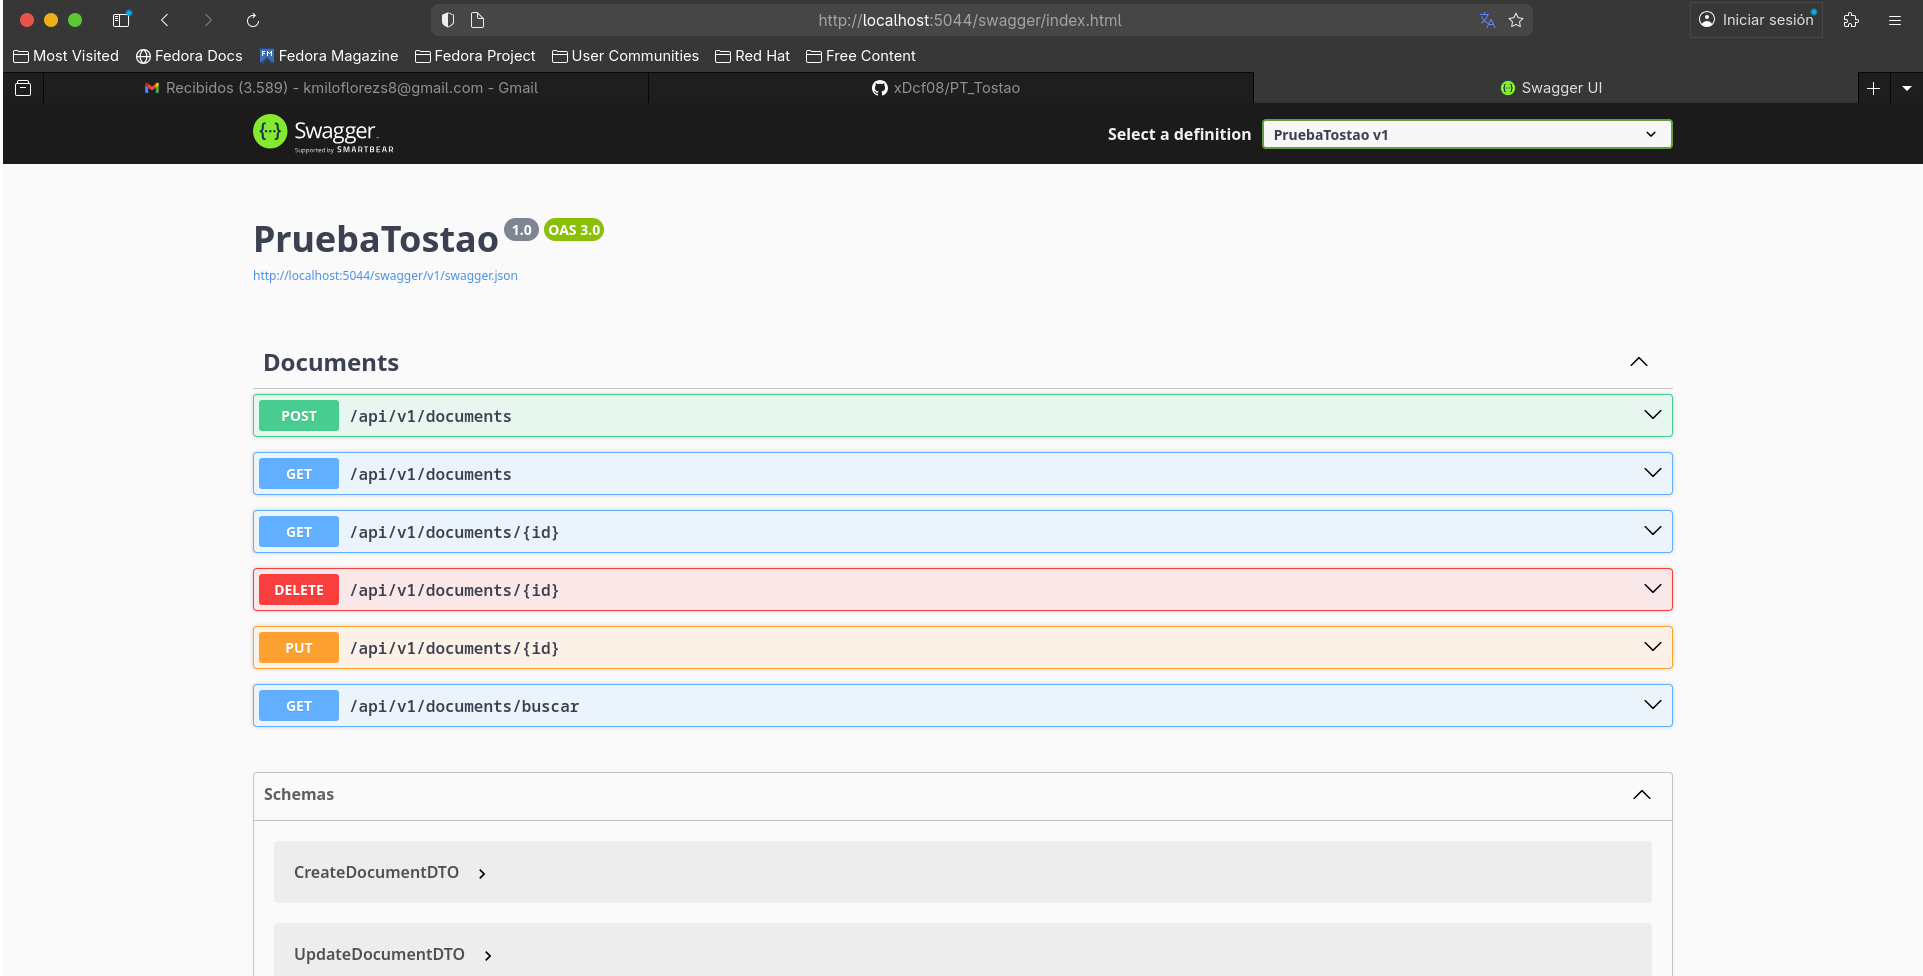 http://localhost:5044/swagger/index.html
Iniciar sesión
Most Visited Fedora Docs Fedora Magazine Fedora Project User Communities Red Hat Free Content
Recibidos (3.589) - kmiloflorezs8@gmail.com - Gmail
xDcf08/PT_Tostao
Swagger UI
Swagger
Supported by SMARTBEAR
Select a definition
PruebaTostao v1
PruebaTostao 1.0 OAS 3.0
http://localhost:5044/swagger/v1/swagger.json
Documents
POST /api/v1/documents
GET /api/v1/documents
GET /api/v1/documents/{id}
DELETE /api/v1/documents/{id}
PUT /api/v1/documents/{id}
GET /api/v1/documents/buscar
Schemas
CreateDocumentDTO
UpdateDocumentDTO